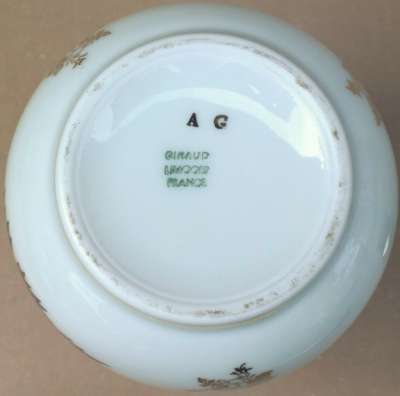 A G
GIRAUD
LIMOGES
FRANCE